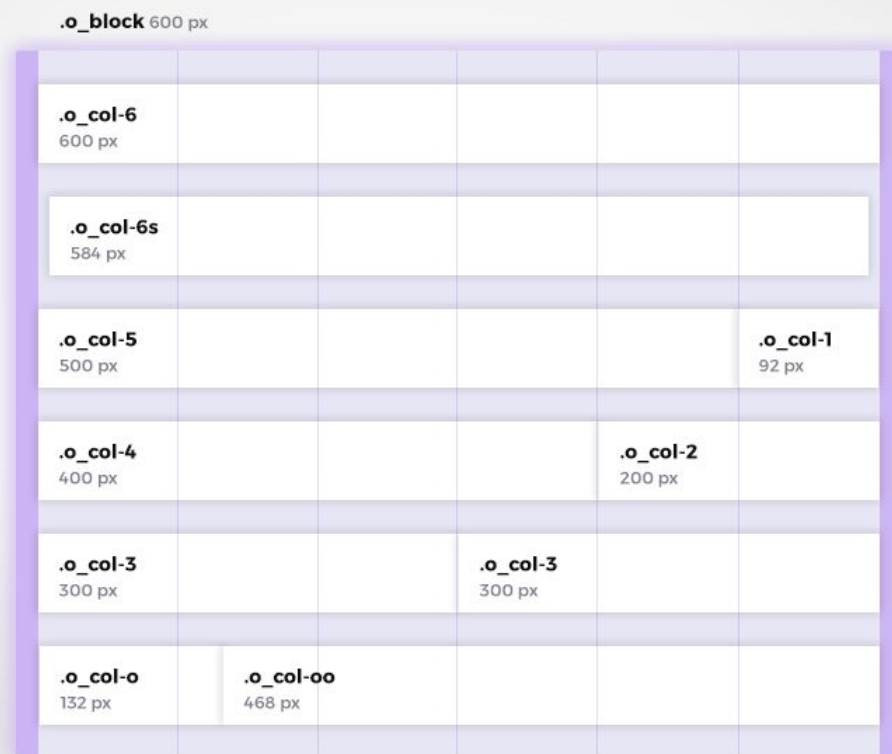 .o_block 600 px
.o_col-6
600 px
.o_col-6s
584 px
.o_col-5
500 px
.o_col-1
92 px
.o_col-4
400 px
.o_col-2
200 px
.o_col-3
300 px
.o_col-3
300 px
.o_col-o
132 px
.o_col-oo
468 px